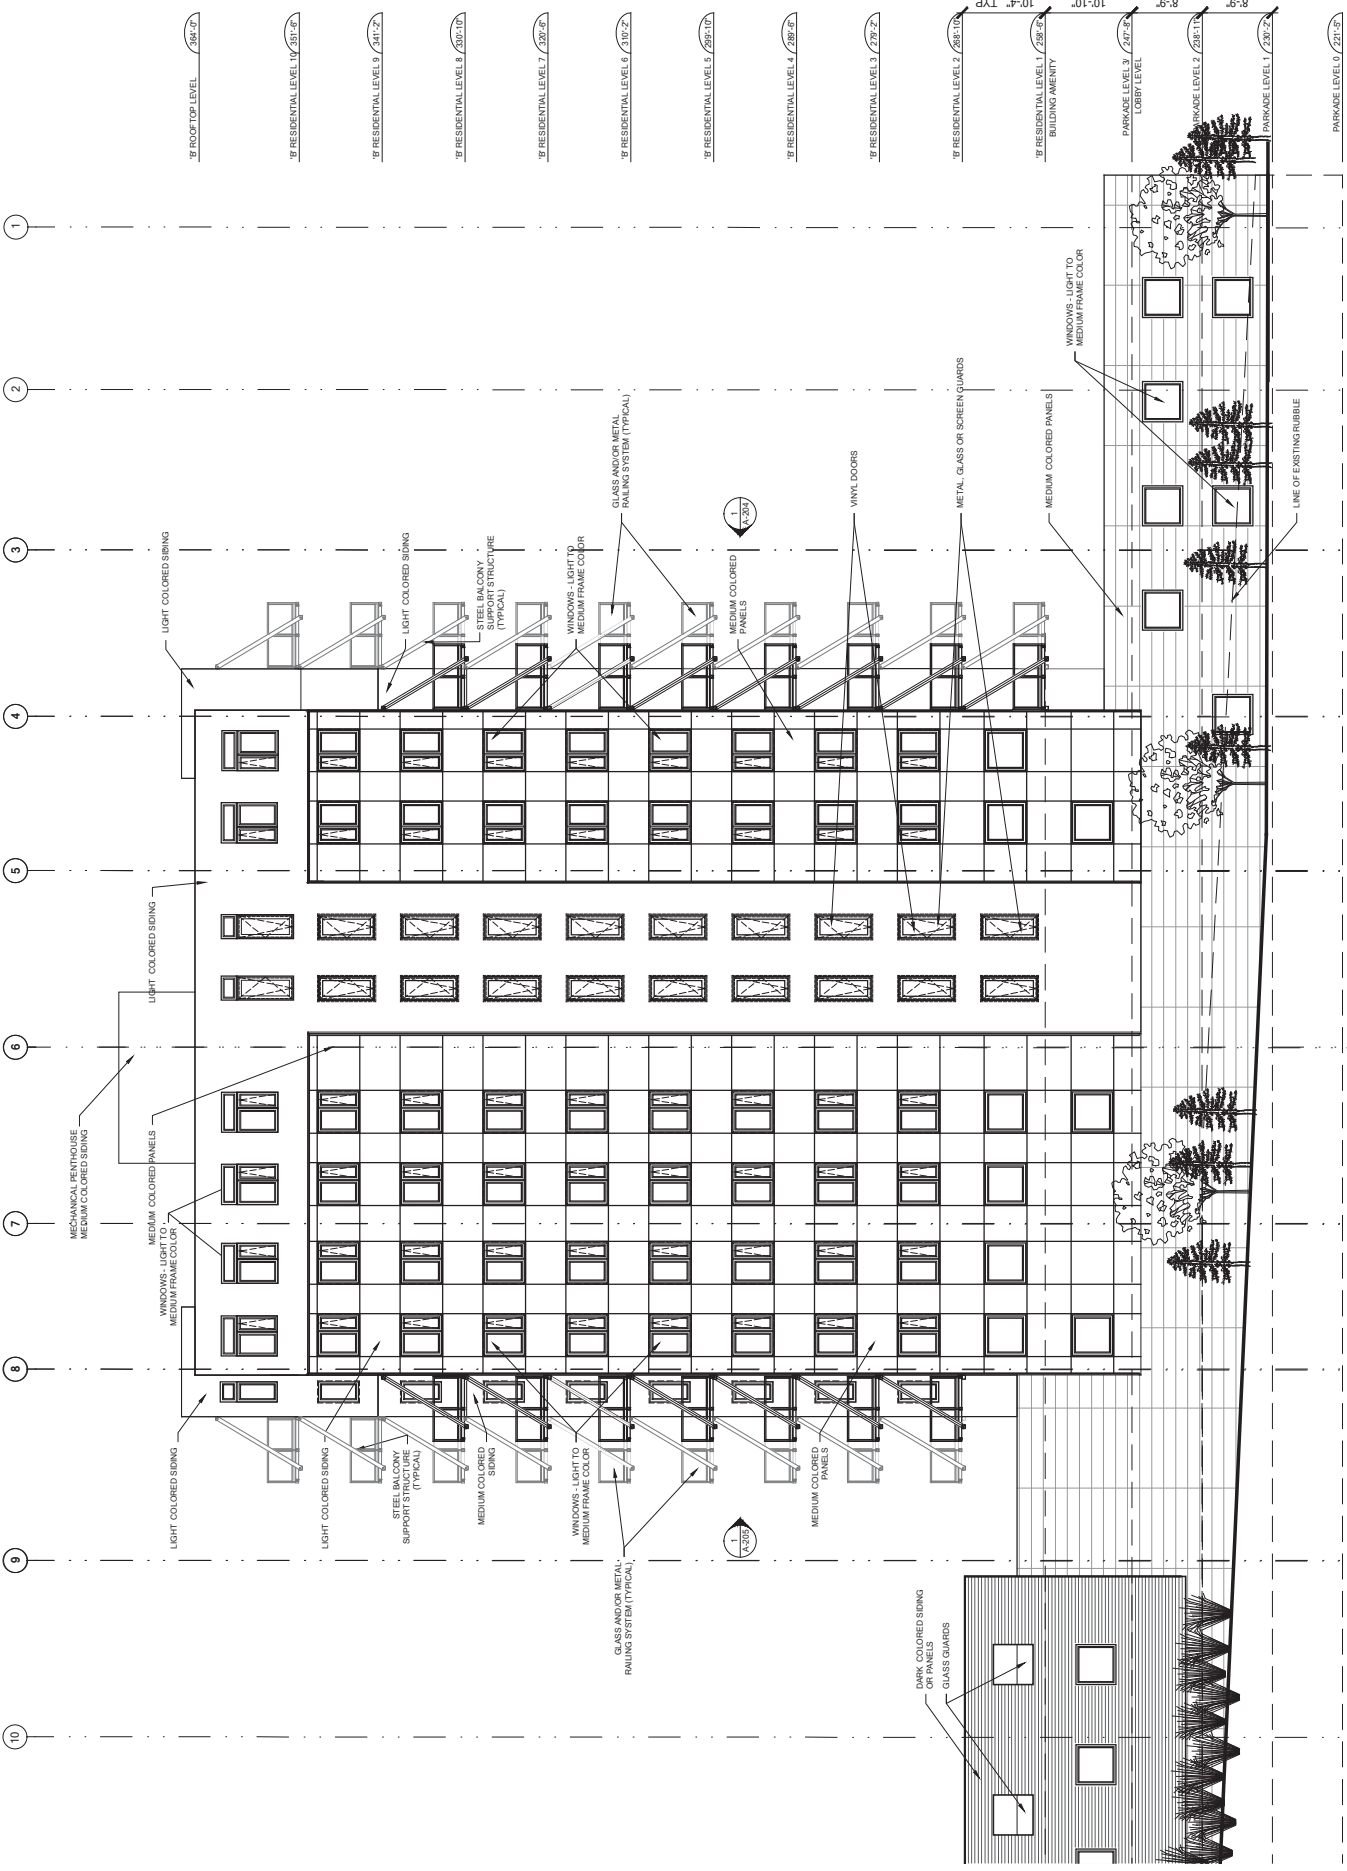 10
9
8
7
6
5
4
3
2
1
MECHANICAL PENTHOUSE
MEDIUM COLORED SIDING
LIGHT COLORED SIDING
WINDOWS - LIGHT TO
MEDIUM FRAME COLOR
MEDIUM COLORED PANELS
LIGHT COLORED SIDING
LIGHT COLORED SIDING
LIGHT COLORED SIDING
STEEL BALCONY
SUPPORT STRUCTURE
(TYPICAL)
MEDIUM COLORED
SIDING
WINDOWS - LIGHT TO
MEDIUM FRAME COLOR
GLASS AND/OR METAL
RAILING SYSTEM (TYPICAL)
1
A-205
MEDIUM COLORED
PANELS
DARK COLORED SIDING
OR PANELS
GLASS GUARDS
LIGHT COLORED SIDING
STEEL BALCONY
SUPPORT STRUCTURE
(TYPICAL)
WINDOWS - LIGHT TO
MEDIUM FRAME COLOR
GLASS AND/OR METAL
RAILING SYSTEM (TYPICAL)
1
A-204
MEDIUM COLORED
PANELS
VINYL DOORS
METAL, GLASS OR SCREEN GUARDS
MEDIUM COLORED PANELS
WINDOWS - LIGHT TO
MEDIUM FRAME COLOR
LINE OF EXISTING RUBBLE
'B' ROOFTOP LEVEL 364'-0"
'B' RESIDENTIAL LEVEL 10 351'-6"
'B' RESIDENTIAL LEVEL 9 341'-2"
'B' RESIDENTIAL LEVEL 8 330'-10"
'B' RESIDENTIAL LEVEL 7 320'-6"
'B' RESIDENTIAL LEVEL 6 310'-2"
'B' RESIDENTIAL LEVEL 5 299'-10"
'B' RESIDENTIAL LEVEL 4 289'-6"
'B' RESIDENTIAL LEVEL 3 279'-2"
'B' RESIDENTIAL LEVEL 2 268'-10"
10'-4" TYP
'B' RESIDENTIAL LEVEL 1 258'-6"
BUILDING AMENITY
10'-10"
PARKADE LEVEL 3/ 247'-8"
LOBBY LEVEL
8'-9"
PARKADE LEVEL 2 238'-11"
8'-9"
PARKADE LEVEL 1 230'-2"
PARKADE LEVEL 0 221'-5"